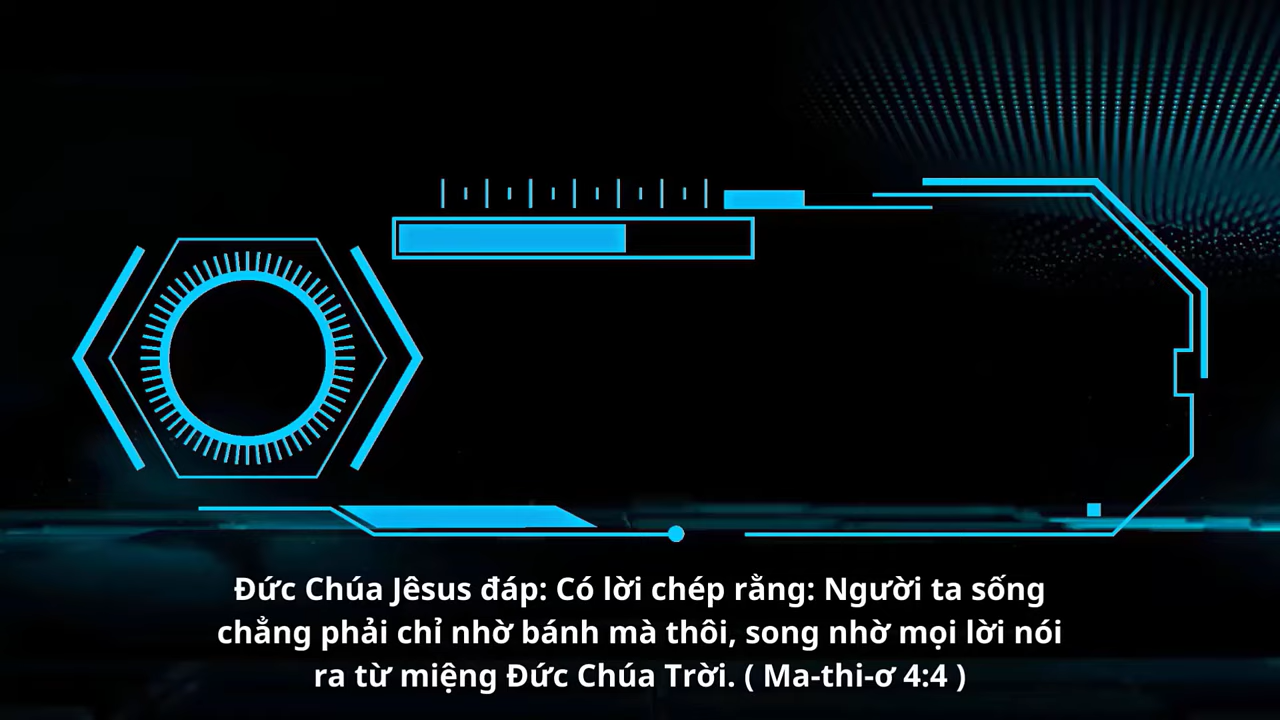 Đức Chúa Jêsus đáp: Có lời chép rằng: Người ta sống
chẳng phải chỉ nhờ bánh mà thôi, song nhờ mọi lời nói
ra từ miệng Đức Chúa Trời. ( Ma-thi-ơ 4:4 )